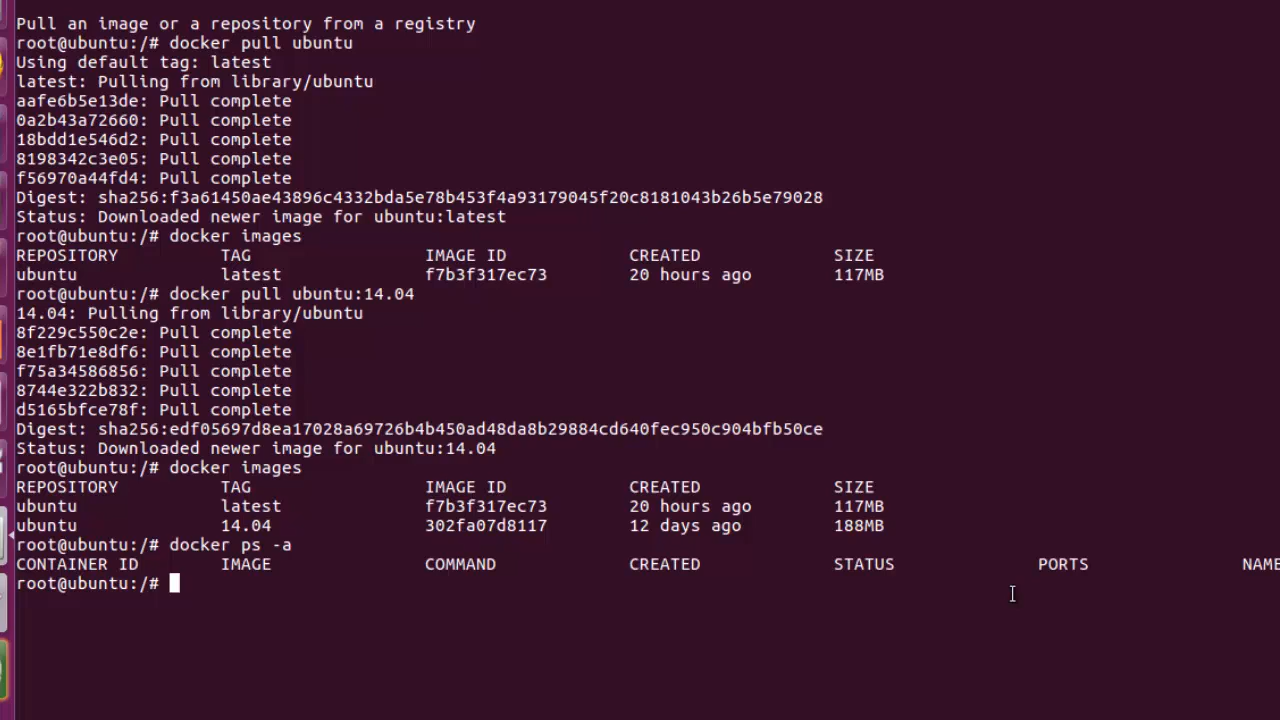 Pull an image or a repository from a registry
root@ubuntu:/# docker pull ubuntu
Using default tag: latest
latest: Pulling from library/ubuntu
aafe6b5e13de: Pull complete
0a2b43a72660: Pull complete
18bdd1e546d2: Pull complete
8198342c3e05: Pull complete
f56970a44fd4: Pull complete
Digest: sha256:f3a61450ae43896c4332bda5e78b453f4a93179045f20c8181043b26b5e79028
Status: Downloaded newer image for ubuntu:latest
root@ubuntu:/# docker images
REPOSITORY TAG IMAGE ID CREATED SIZE
ubuntu latest f7b3f317ec73 20 hours ago 117MB
root@ubuntu:/# docker pull ubuntu:14.04
14.04: Pulling from library/ubuntu
8f229c550c2e: Pull complete
8e1fb71e8df6: Pull complete
f75a34586856: Pull complete
8744e322b832: Pull complete
d5165bfce78f: Pull complete
Digest: sha256:edf05697d8ea17028a69726b4b450ad48da8b29884cd640fec950c904bfb50ce
Status: Downloaded newer image for ubuntu:14.04
root@ubuntu:/# docker images
REPOSITORY TAG IMAGE ID CREATED SIZE
ubuntu latest f7b3f317ec73 20 hours ago 117MB
ubuntu 14.04 302fa07d8117 12 days ago 188MB
root@ubuntu:/# docker ps -a
CONTAINER ID IMAGE COMMAND CREATED STATUS PORTS NAME
root@ubuntu:/#